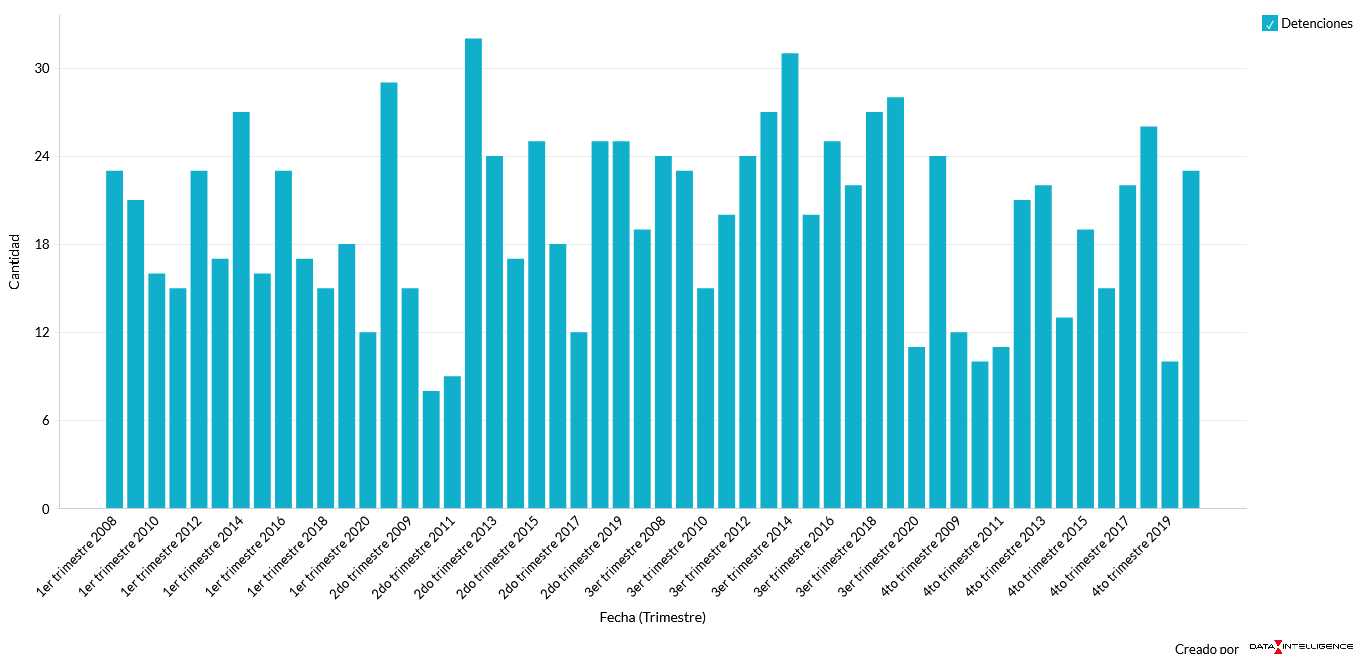 Detenciones
30
24
18
12
6
0
Cantidad
1er trimestre 2008
1er trimestre 2010
1er trimestre 2012
1er trimestre 2014
1er trimestre 2016
1er trimestre 2018
1er trimestre 2020
2do trimestre 2009
2do trimestre 2011
2do trimestre 2013
2do trimestre 2015
2do trimestre 2017
2do trimestre 2019
3er trimestre 2008
3er trimestre 2010
3er trimestre 2012
3er trimestre 2014
3er trimestre 2016
3er trimestre 2018
3er trimestre 2020
4to trimestre 2009
4to trimestre 2011
4to trimestre 2013
4to trimestre 2015
4to trimestre 2017
4to trimestre 2019
Fecha (Trimestre)
Creado por DATA INTELLIGENCE